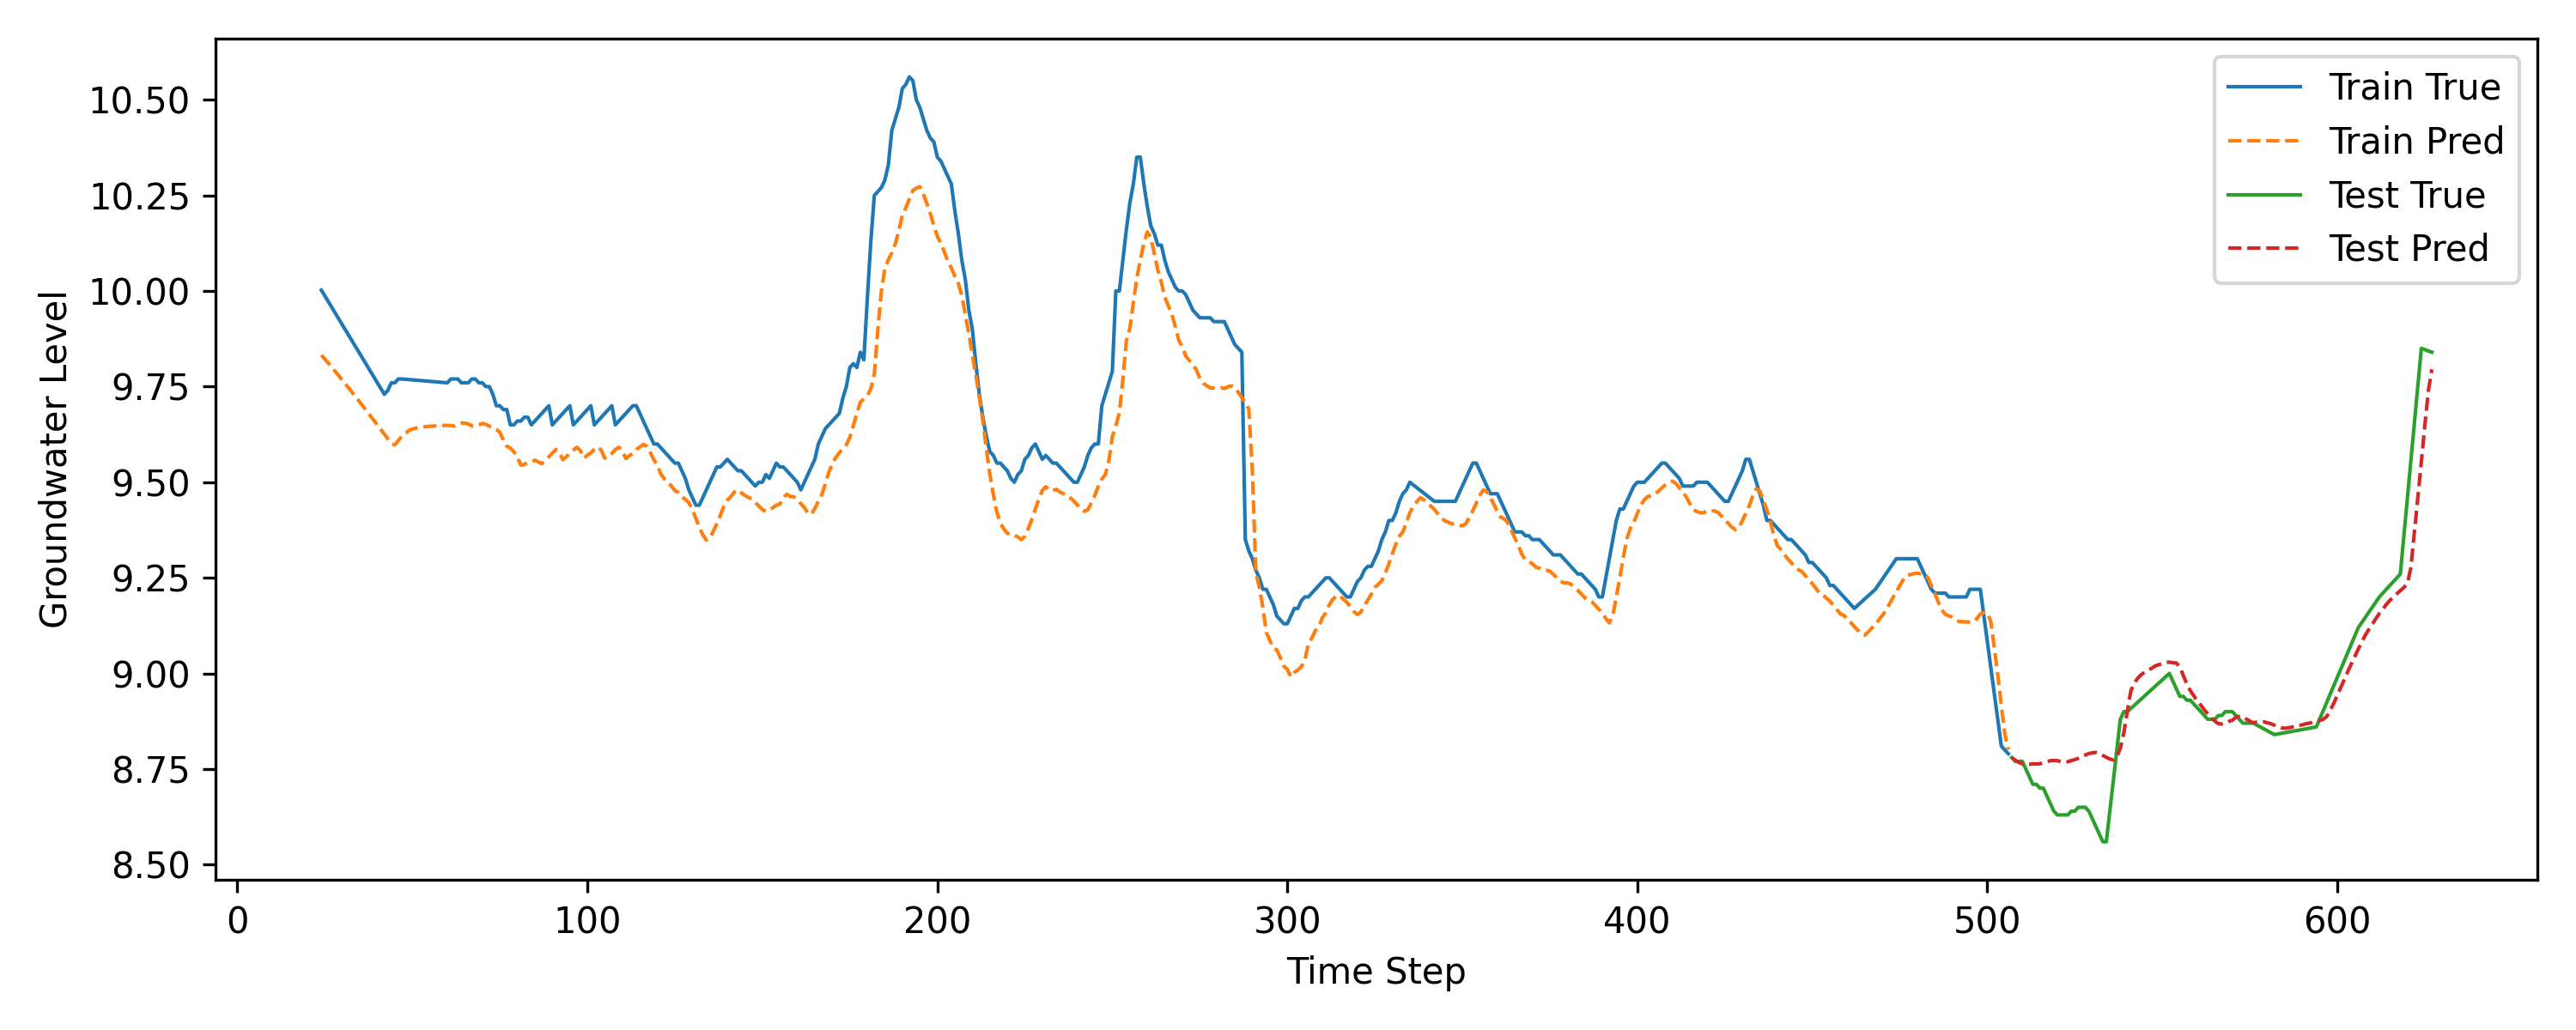 10.50
10.25
10.00
9.75
9.50
9.25
9.00
8.75
8.50
Groundwater Level
0 100 200 300 400 500 600
Time Step
Train True
Train Pred
Test True
Test Pred